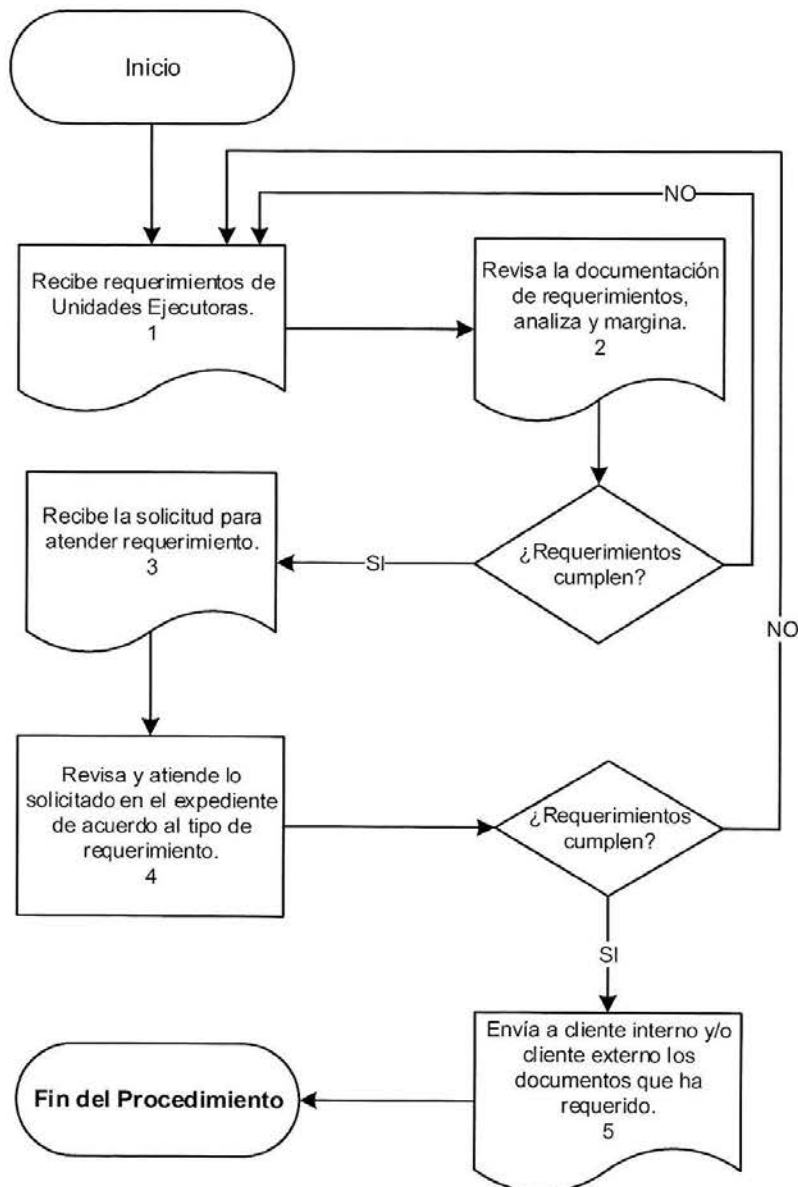 Inicio
NO
Recibe requerimientos de
Unidades Ejecutoras.
1
Revisa la documentación
de requerimientos,
analiza y margina.
2
Recibe la solicitud para
atender requerimiento.
3
SI
¿Requerimientos
cumplen?
NO
Revisa y atiende lo
solicitado en el expediente
de acuerdo al tipo de
requerimiento.
4
¿Requerimientos
cumplen?
SI
Envía a cliente interno y/o
cliente externo los
documentos que ha
requerido.
5
Fin del Procedimiento